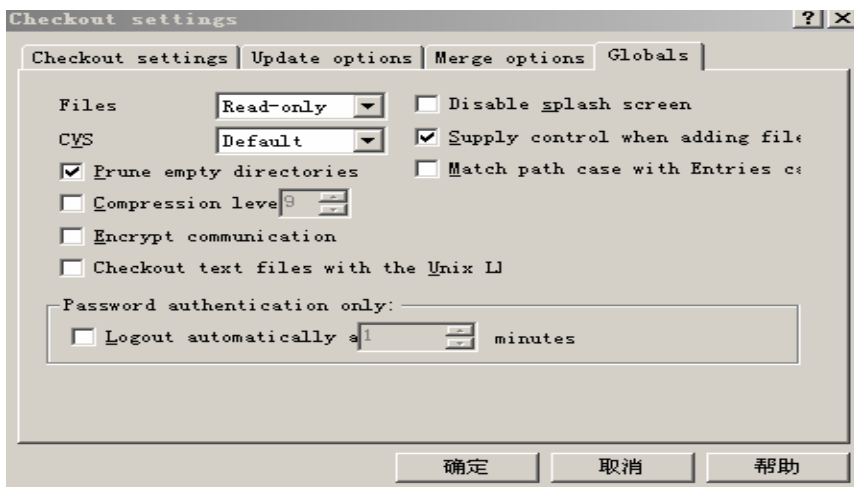 Checkout settings
Checkout settings Update options Merge options Globals
Files Read-only Disable splash screen
CVS Default Supply control when adding file
Prune empty directories Match path case with Entries
Compression leve 9
Encrypt communication
Checkout text files with the Unix
Password authentication only:
Logout automatically a 1 minutes
确定 取消 帮助